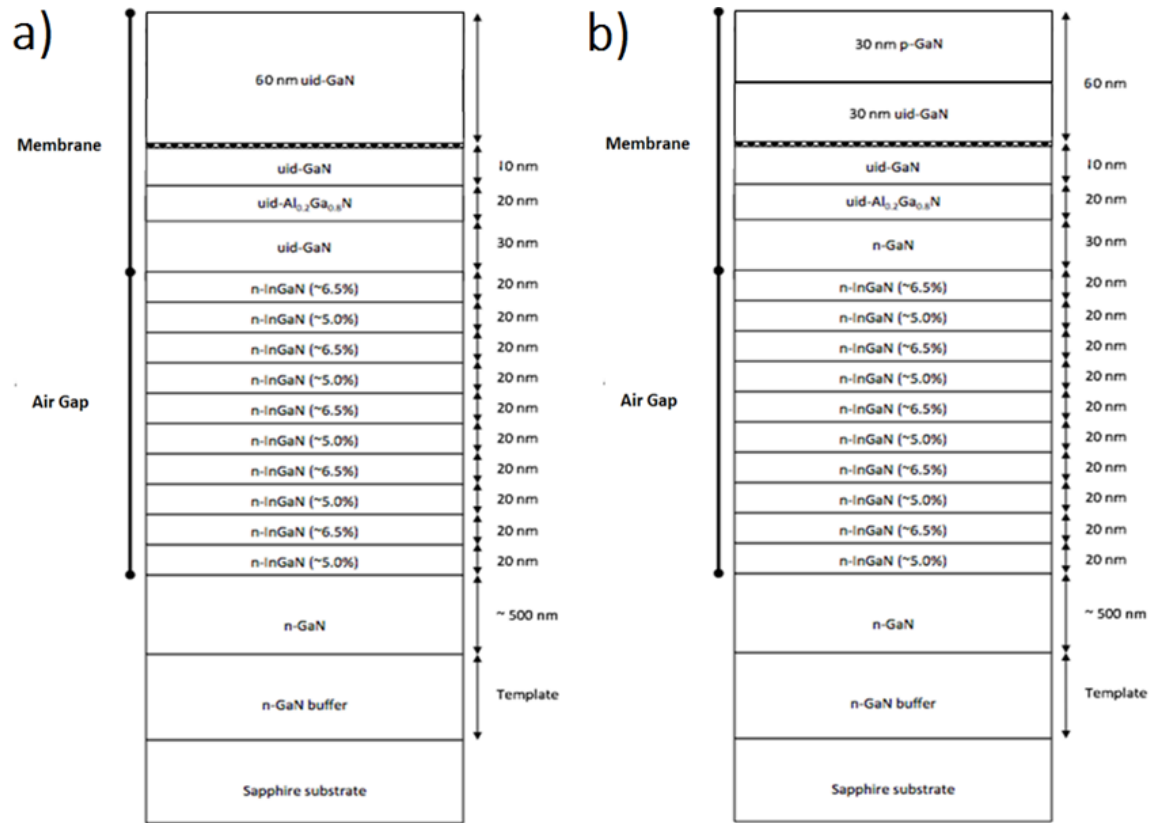 a)
60 nm uid-GaN
Membrane
uid-GaN
10 nm
uid-Al₀.₂Ga₀.₈N
20 nm
uid-GaN
30 nm
n-InGaN (~6.5%)
20 nm
n-InGaN (~5.0%)
20 nm
n-InGaN (~6.5%)
20 nm
n-InGaN (~5.0%)
20 nm
Air Gap
n-InGaN (~6.5%)
20 nm
n-InGaN (~5.0%)
20 nm
n-InGaN (~6.5%)
20 nm
n-InGaN (~5.0%)
20 nm
n-InGaN (~6.5%)
20 nm
n-InGaN (~5.0%)
20 nm
n-GaN
~ 500 nm
n-GaN buffer
Template
Sapphire substrate
b)
30 nm p-GaN
60 nm
30 nm uid-GaN
Membrane
uid-GaN
10 nm
uid-Al₀.₂Ga₀.₈N
20 nm
n-GaN
30 nm
n-InGaN (~6.5%)
20 nm
n-InGaN (~5.0%)
20 nm
n-InGaN (~6.5%)
20 nm
n-InGaN (~5.0%)
20 nm
Air Gap
n-InGaN (~6.5%)
20 nm
n-InGaN (~5.0%)
20 nm
n-InGaN (~6.5%)
20 nm
n-InGaN (~5.0%)
20 nm
n-InGaN (~6.5%)
20 nm
n-InGaN (~5.0%)
20 nm
n-GaN
~ 500 nm
n-GaN buffer
Template
Sapphire substrate